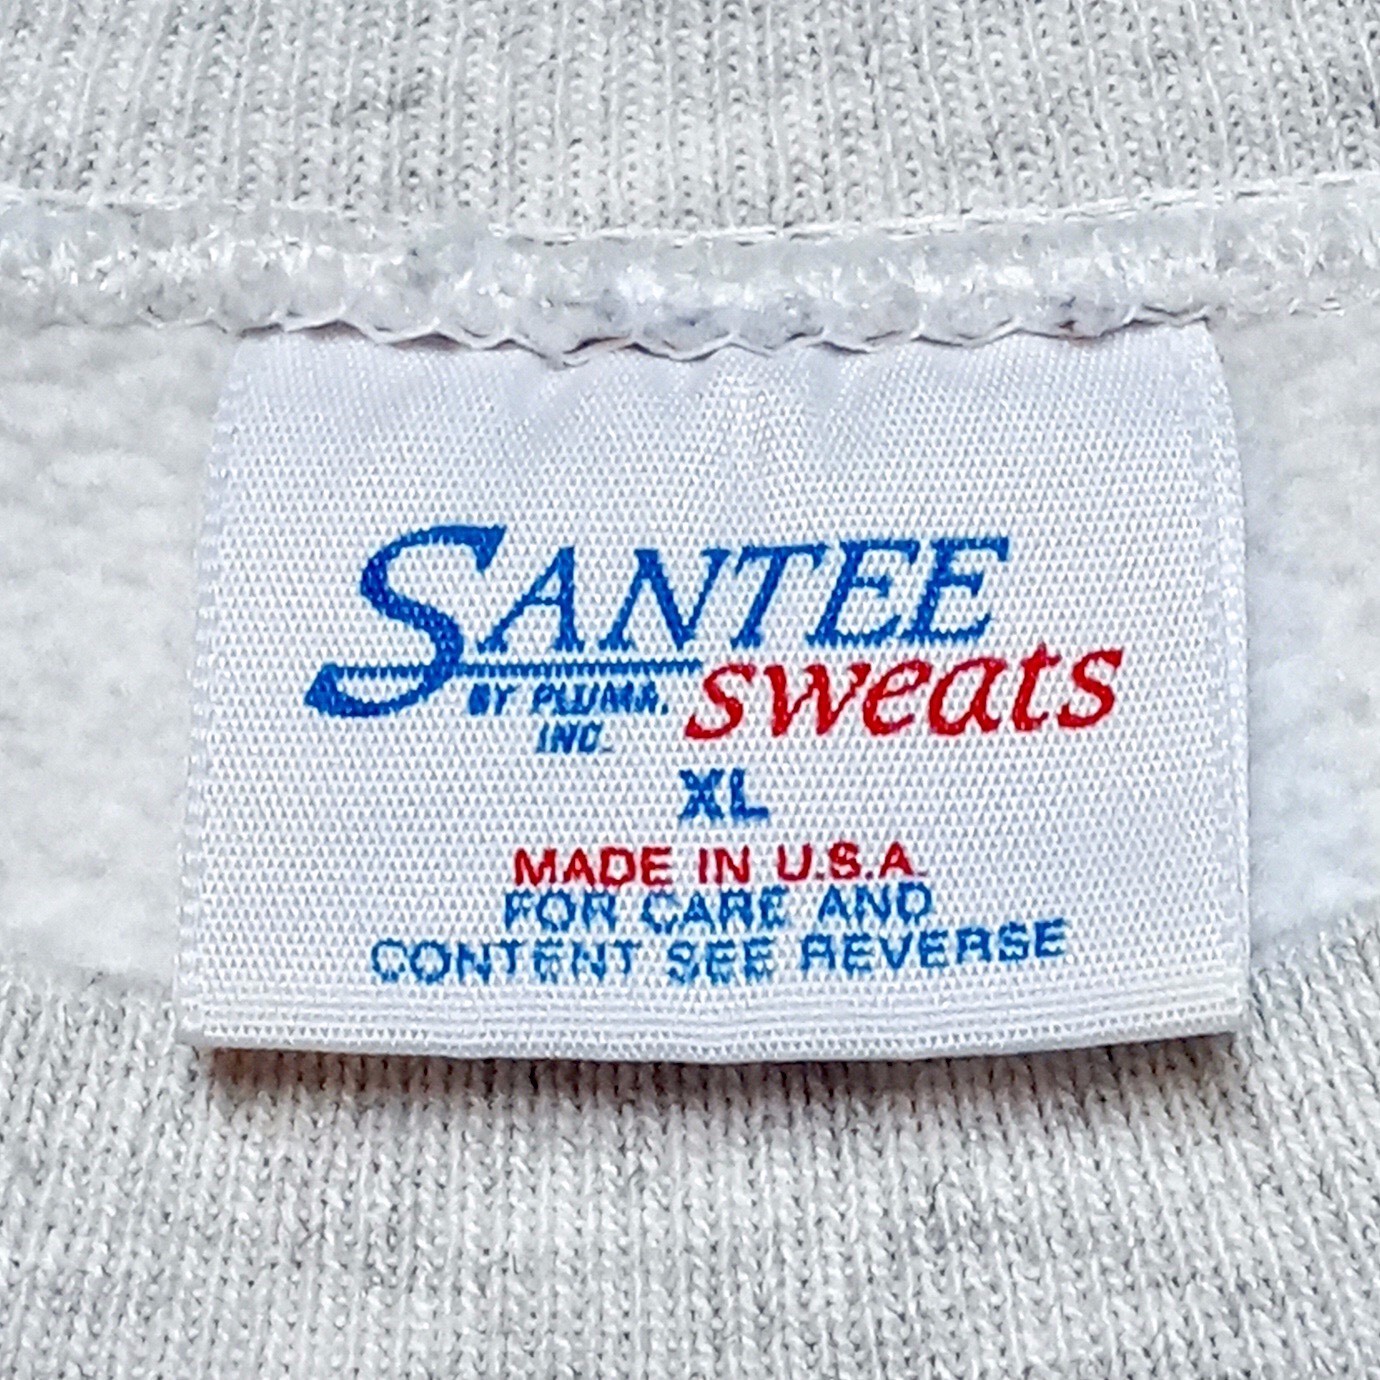 SANTEE
BY PLUMA, sweats
INC.
XL
MADE IN U.S.A.
FOR CARE AND
CONTENT SEE REVERSE